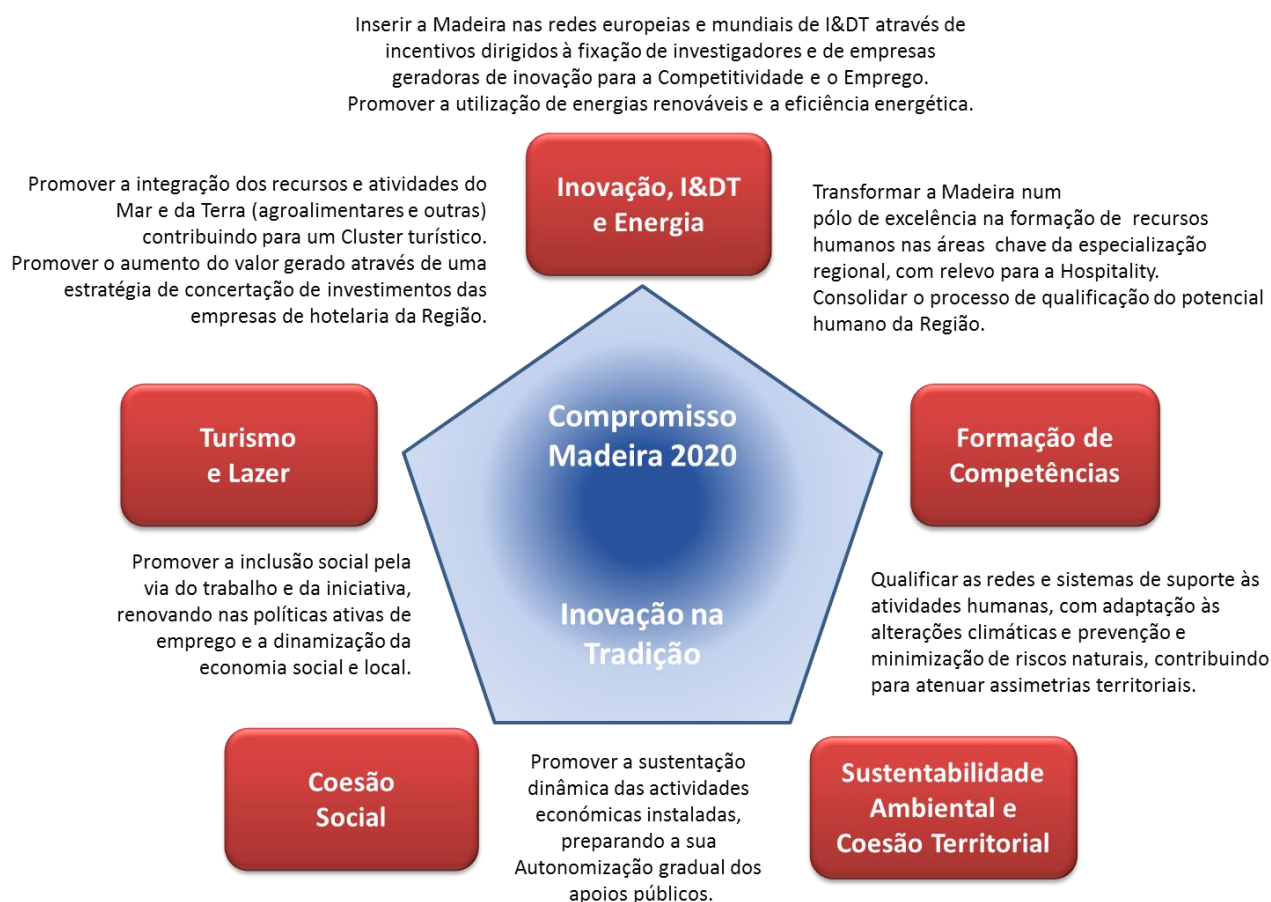 Inserir a Madeira nas redes europeias e mundiais de I&DT através de
incentivos dirigidos à fixação de investigadores e de empresas
geradoras de inovação para a Competitividade e o Emprego.
Promover a utilização de energias renováveis e a eficiência energética.
Inovação, I&DT
e Energia
Promover a integração dos recursos e atividades do
Mar e da Terra (agroalimentares e outras)
contribuindo para um Cluster turístico.
Promover o aumento do valor gerado através de uma
estratégia de concertação de investimentos das
empresas de hotelaria da Região.
Transformar a Madeira num
pólo de excelência na formação de recursos
humanos nas áreas chave da especialização
regional, com relevo para a Hospitality.
Consolidar o processo de qualificação do potencial
humano da Região.
Turismo
e Lazer
Compromisso
Madeira 2020
Formação de
Competências
Promover a inclusão social pela
via do trabalho e da iniciativa,
renovando nas políticas ativas de
emprego e a dinamização da
economia social e local.
Inovação na
Tradição
Qualificar as redes e sistemas de suporte às
atividades humanas, com adaptação às
alterações climáticas e prevenção e
minimização de riscos naturais, contribuindo
para atenuar assimetrias territoriais.
Coesão
Social
Promover a sustentação
dinâmica das actividades
económicas instaladas,
preparando a sua
Autonomização gradual dos
apoios públicos.
Sustentabilidade
Ambiental e
Coesão Territorial